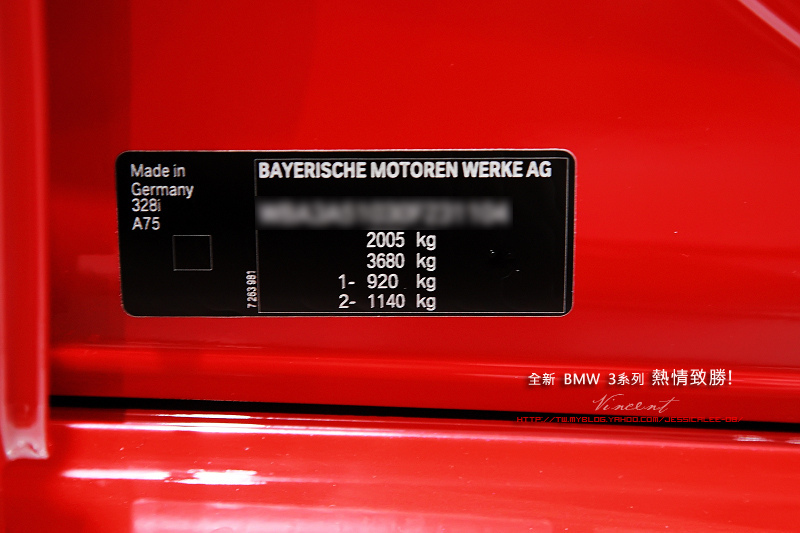 Made in
Germany
328i
A75
7 263 981
BAYERISCHE MOTOREN WERKE AG
2005 kg
3680 kg
1- 920 kg
2- 1140 kg
全新 BMW 3系列 熱情致勝!
Vincent